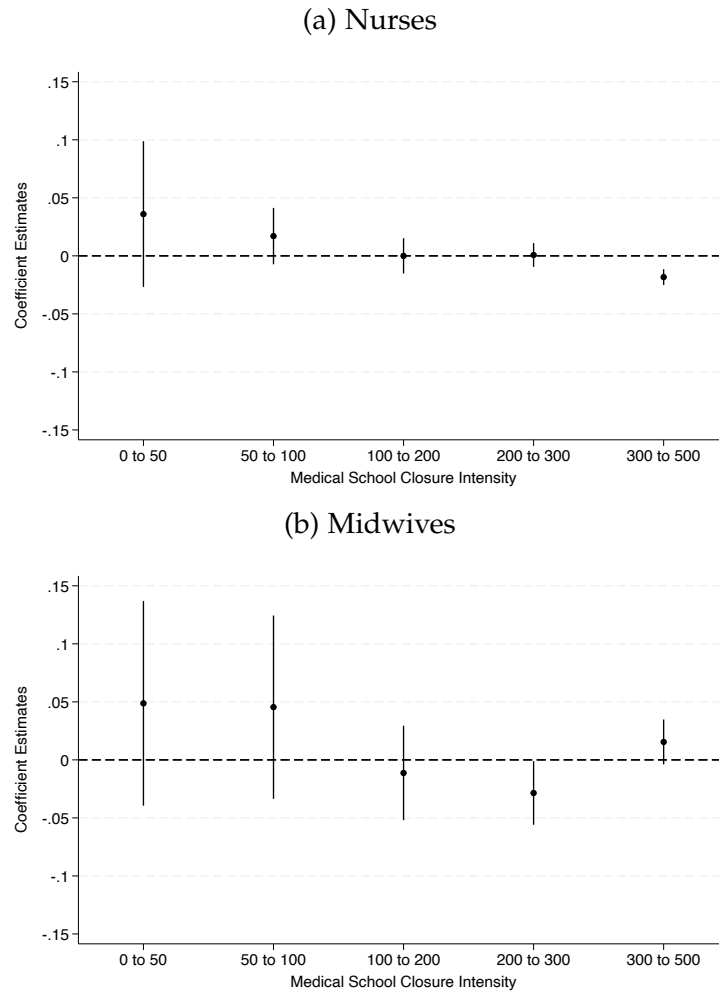 (a) Nurses
.15
.1
.05
0
-.05
-.1
-.15
Coefficient Estimates
0 to 50 50 to 100 100 to 200 200 to 300 300 to 500
Medical School Closure Intensity
(b) Midwives
.15
.1
.05
0
-.05
-.1
-.15
Coefficient Estimates
0 to 50 50 to 100 100 to 200 200 to 300 300 to 500
Medical School Closure Intensity